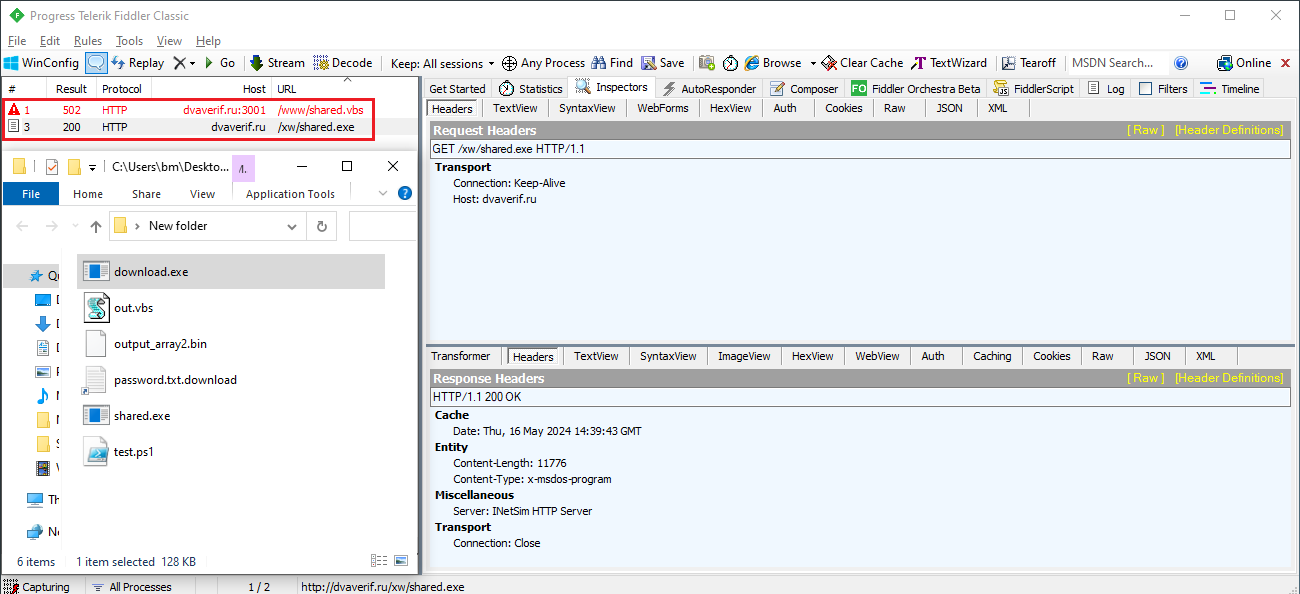 Progress Telerik Fiddler Classic
File Edit Rules Tools View Help
WinConfig Replay Go Stream Decode Keep: All sessions Any Process Find Save Browse Clear Cache TextWizard Tearoff MSDN Search... Online
# Result Protocol Host URL
1 502 HTTP dvaverif.ru:3001 /www/shared.vbs
3 200 HTTP dvaverif.ru /xw/shared.exe
C:\Users\bm\Deskto...
File Home Share View Application Tools
New folder
download.exe
out.vbs
output_array2.bin
password.txt.download
shared.exe
test.ps1
6 items 1 item selected 128 KB
Get Started Statistics Inspectors AutoResponder Composer FO Fiddler Orchestra Beta FiddlerScript Log Filters Timeline
Headers TextView SyntaxView WebForms HexView Auth Cookies Raw JSON XML
Request Headers [ Raw ] [Header Definitions]
GET /xw/shared.exe HTTP/1.1
Transport
Connection: Keep-Alive
Host: dvaverif.ru
Transformer Headers TextView SyntaxView ImageView HexView WebView Auth Caching Cookies Raw JSON XML
Response Headers [ Raw ] [Header Definitions]
HTTP/1.1 200 OK
Cache
Date: Thu, 16 May 2024 14:39:43 GMT
Entity
Content-Length: 11776
Content-Type: x-msdos-program
Miscellaneous
Server: INetSim HTTP Server
Transport
Connection: Close
Capturing All Processes 1 / 2 http://dvaverif.ru/xw/shared.exe